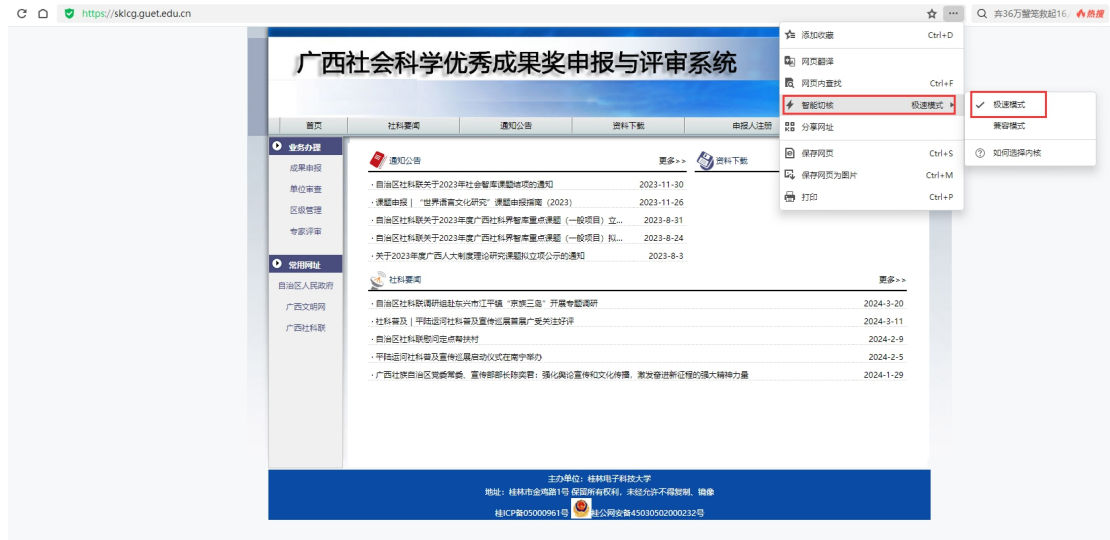 https://sklcg.guet.edu.cn
弃36万蟹笼救起16 热搜
添加收藏 Ctrl+D
网页翻译
网页内查找 Ctrl+F
智能切核 极速模式
极速模式
兼容模式
如何选择内核
分享网址
保存网页 Ctrl+S
保存网页为图片 Ctrl+M
打印 Ctrl+P
广西社会科学优秀成果奖申报与评审系统
首页 社科要闻 通知公告 资料下载 申报人注册
业务办理
成果申报
单位审查
区级管理
专家评审
常用网址
自治区人民政府
广西文明网
广西社科联
通知公告 更多>>
·自治区社科联关于2023年社会智库课题结项的通知 2023-11-30
·课题申报 | “世界语言文化研究”课题申报指南（2023） 2023-11-26
·自治区社科联关于2023年度广西社科界智库重点课题（一般项目）立... 2023-8-31
·自治区社科联关于2023年度广西社科界智库重点课题（一般项目）拟... 2023-8-24
·关于2023年度广西人大制度理论研究课题拟立项公示的通知 2023-8-3
资料下载
社科要闻 更多>>
·自治区社科联调研组赴东兴市江平镇“京族三岛”开展专题调研 2024-3-20
·社科普及 | 平陆运河社科普及宣传巡展首展广受关注好评 2024-3-11
·自治区社科联慰问定点帮扶村 2024-2-9
·平陆运河社科普及宣传巡展启动仪式在南宁举办 2024-2-5
·广西壮族自治区党委常委、宣传部部长陈奕君：强化舆论宣传和文化传播，激发奋进新征程的强大精神力量 2024-1-29
主办单位：桂林电子科技大学
地址：桂林市金鸡路1号 保留所有权利，未经允许不得复制、镜像
桂ICP备05000961号 桂公网安备45030502000232号